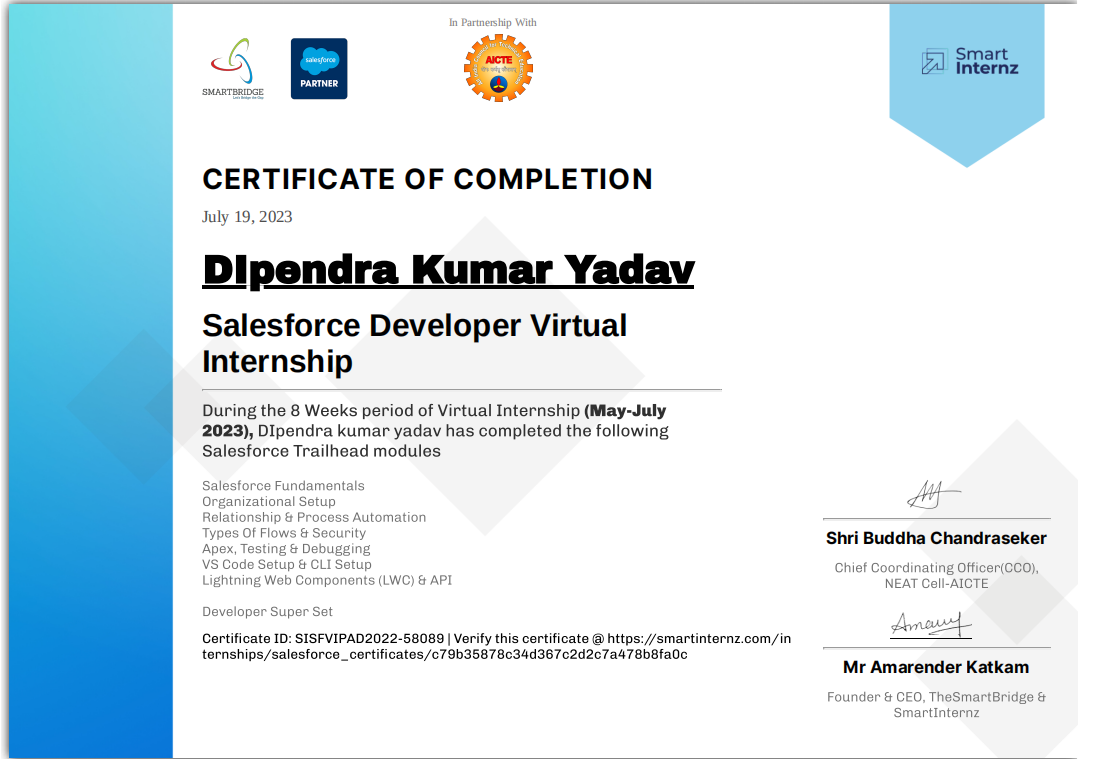 In Partnership With
SMARTBRIDGE
Let's Bridge the Gap
salesforce
PARTNER
AICTE
Smart
Internz
CERTIFICATE OF COMPLETION
July 19, 2023
DIpendra Kumar Yadav
Salesforce Developer Virtual
Internship
During the 8 Weeks period of Virtual Internship (May-July
2023), DIpendra kumar yadav has completed the following
Salesforce Trailhead modules
Salesforce Fundamentals
Organizational Setup
Relationship & Process Automation
Types Of Flows & Security
Apex, Testing & Debugging
VS Code Setup & CLI Setup
Lightning Web Components (LWC) & API
Developer Super Set
Certificate ID: SISFVIPAD2022-58089 | Verify this certificate @ https://smartinternz.com/in
ternships/salesforce_certificates/c79b35878c34d367c2d2c7a478b8fa0c
Shri Buddha Chandraseker
Chief Coordinating Officer(CCO),
NEAT Cell-AICTE
Mr Amarender Katkam
Founder & CEO, TheSmartBridge &
SmartInternz